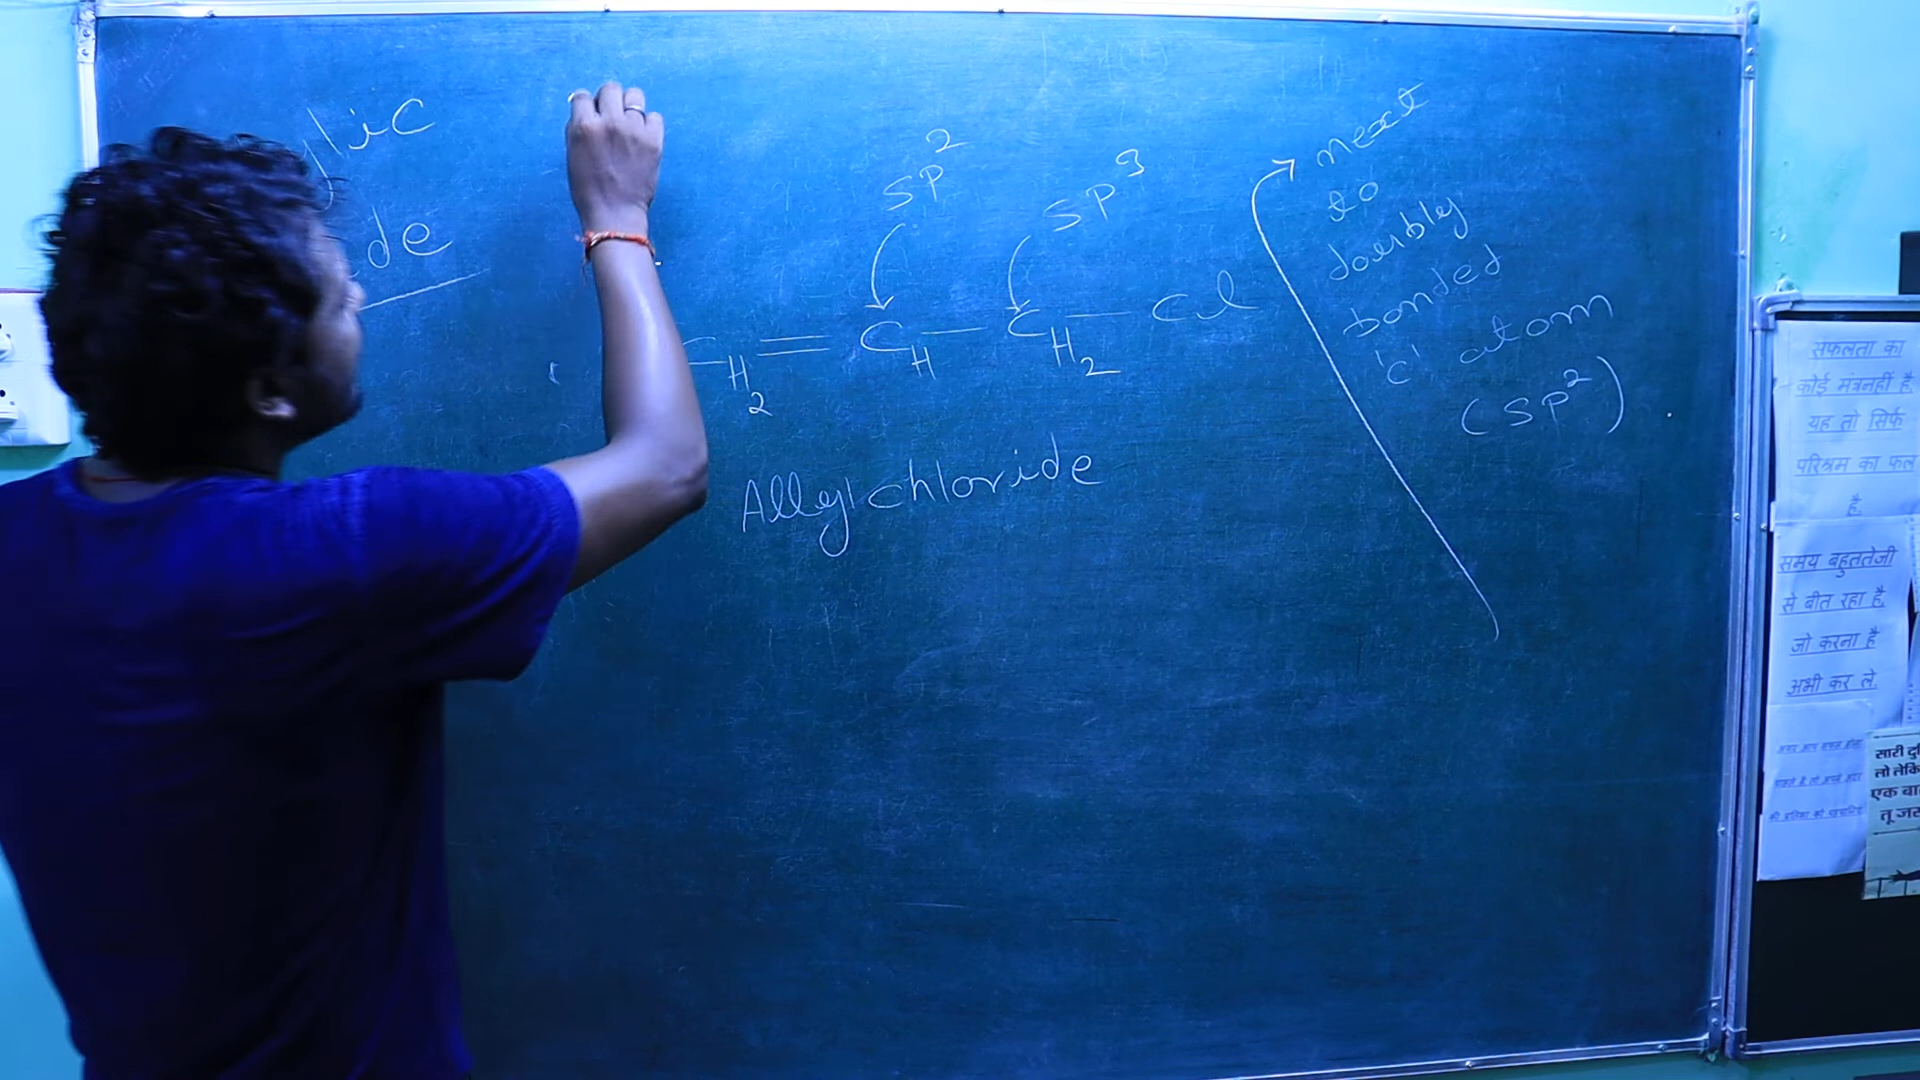 ylic
de
SP2
SP3
CH2 = CH - CH2 - Cl
Allyl chloride
next
to
doubly
bonded
'c' atom
(SP2)
सफलता का
कोई मंत्र नहीं है,
यह तो सिर्फ
परिश्रम का फल
है.
समय बहुत तेजी
से बीत रहा है,
जो करना है
अभी कर ले.
सारी दु
लो लेकि
एक बा
तू जर